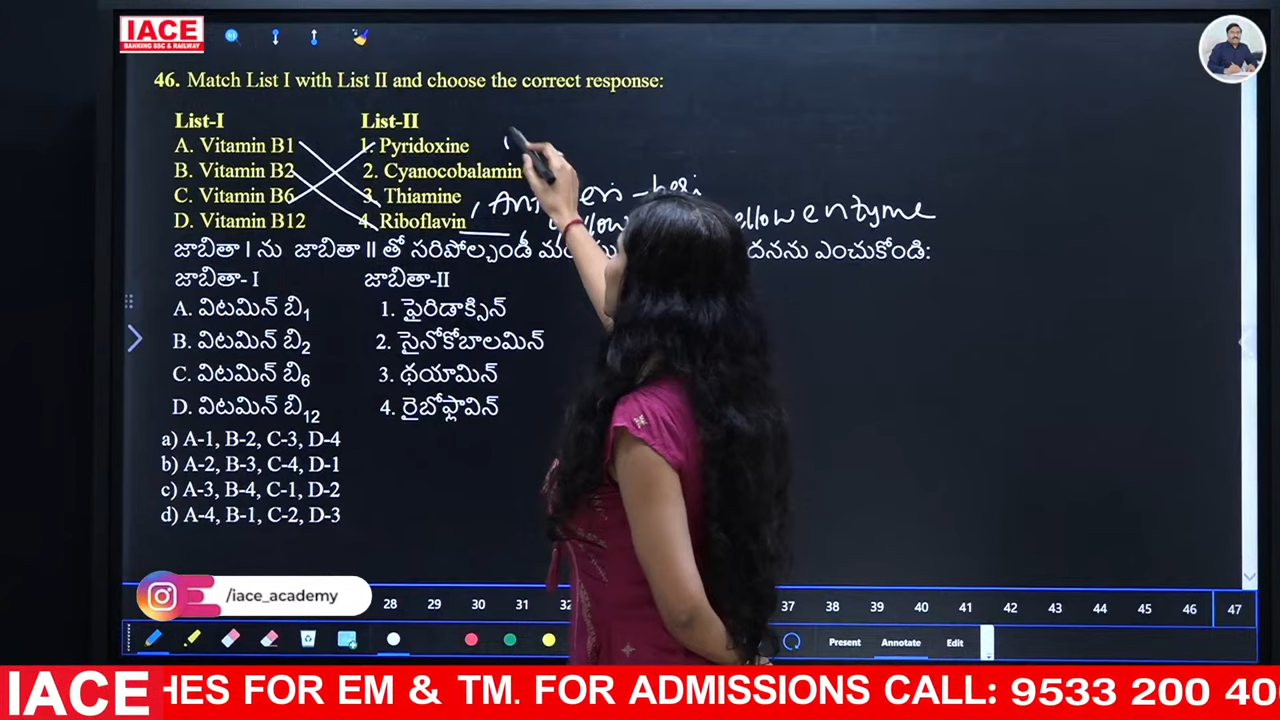 IACE
BANKING SSC & RAILWAY
46. Match List I with List II and choose the correct response:
List-I List-II
A. Vitamin B1 1. Pyridoxine
B. Vitamin B2 2. Cyanocobalamin
C. Vitamin B6 3. Thiamine
D. Vitamin B12 4. Riboflavin
ellow enzyme
జాబితా I ను జాబితా II తో సరిపోల్చండి ఎంచుకోండి:
జాబితా- I జాబితా-II
A. విటమిన్ బి1 1. ఫైరిడాక్సిన్
B. విటమిన్ బి2 2. సైనోకోబాలమిన్
C. విటమిన్ బి6 3. థయామిన్
D. విటమిన్ బి12 4. రైబోఫ్లావిన్
a) A-1, B-2, C-3, D-4
b) A-2, B-3, C-4, D-1
c) A-3, B-4, C-1, D-2
d) A-4, B-1, C-2, D-3
/iace_academy
28 29 30 31 32 37 38 39 40 41 42 43 44 45 46 47
Present Annotate Edit
IACE HES FOR EM & TM. FOR ADMISSIONS CALL: 9533 200 40